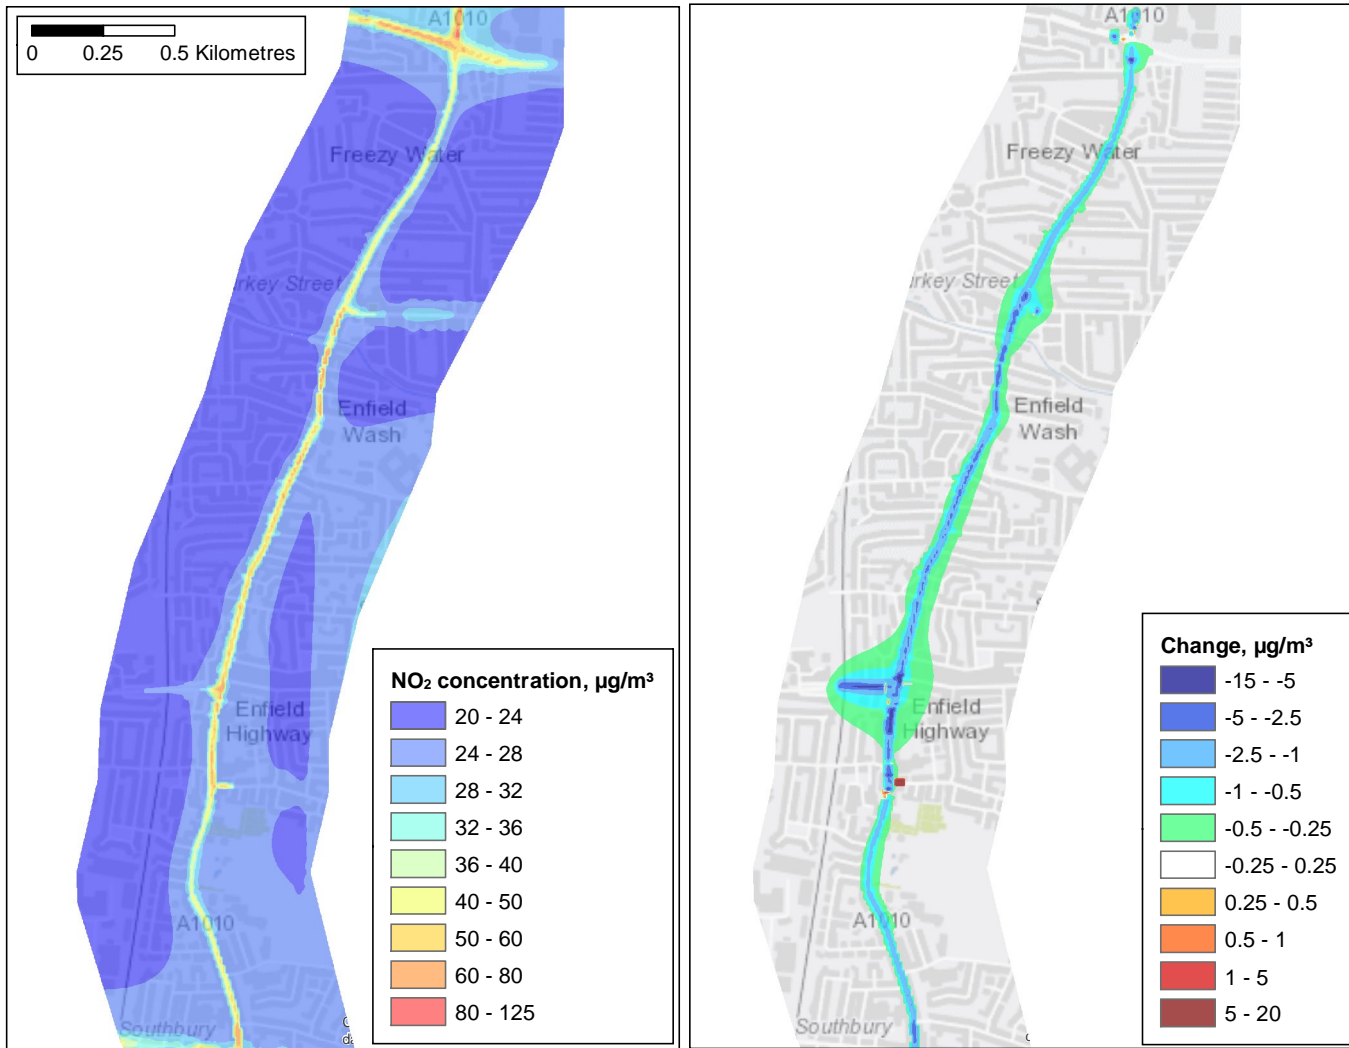 A1010
0 0.25 0.5 Kilometres
Freezy Water
rkey Street
Enfield
Wash
Enfield
Highway
A1010
Southbury
NO₂ concentration, µg/m³
20 - 24
24 - 28
28 - 32
32 - 36
36 - 40
40 - 50
50 - 60
60 - 80
80 - 125
A1010
Freezy Water
rkey Street
Enfield
Wash
Enfield
Highway
A1010
Southbury
Change, µg/m³
-15 - -5
-5 - -2.5
-2.5 - -1
-1 - -0.5
-0.5 - -0.25
-0.25 - 0.25
0.25 - 0.5
0.5 - 1
1 - 5
5 - 20